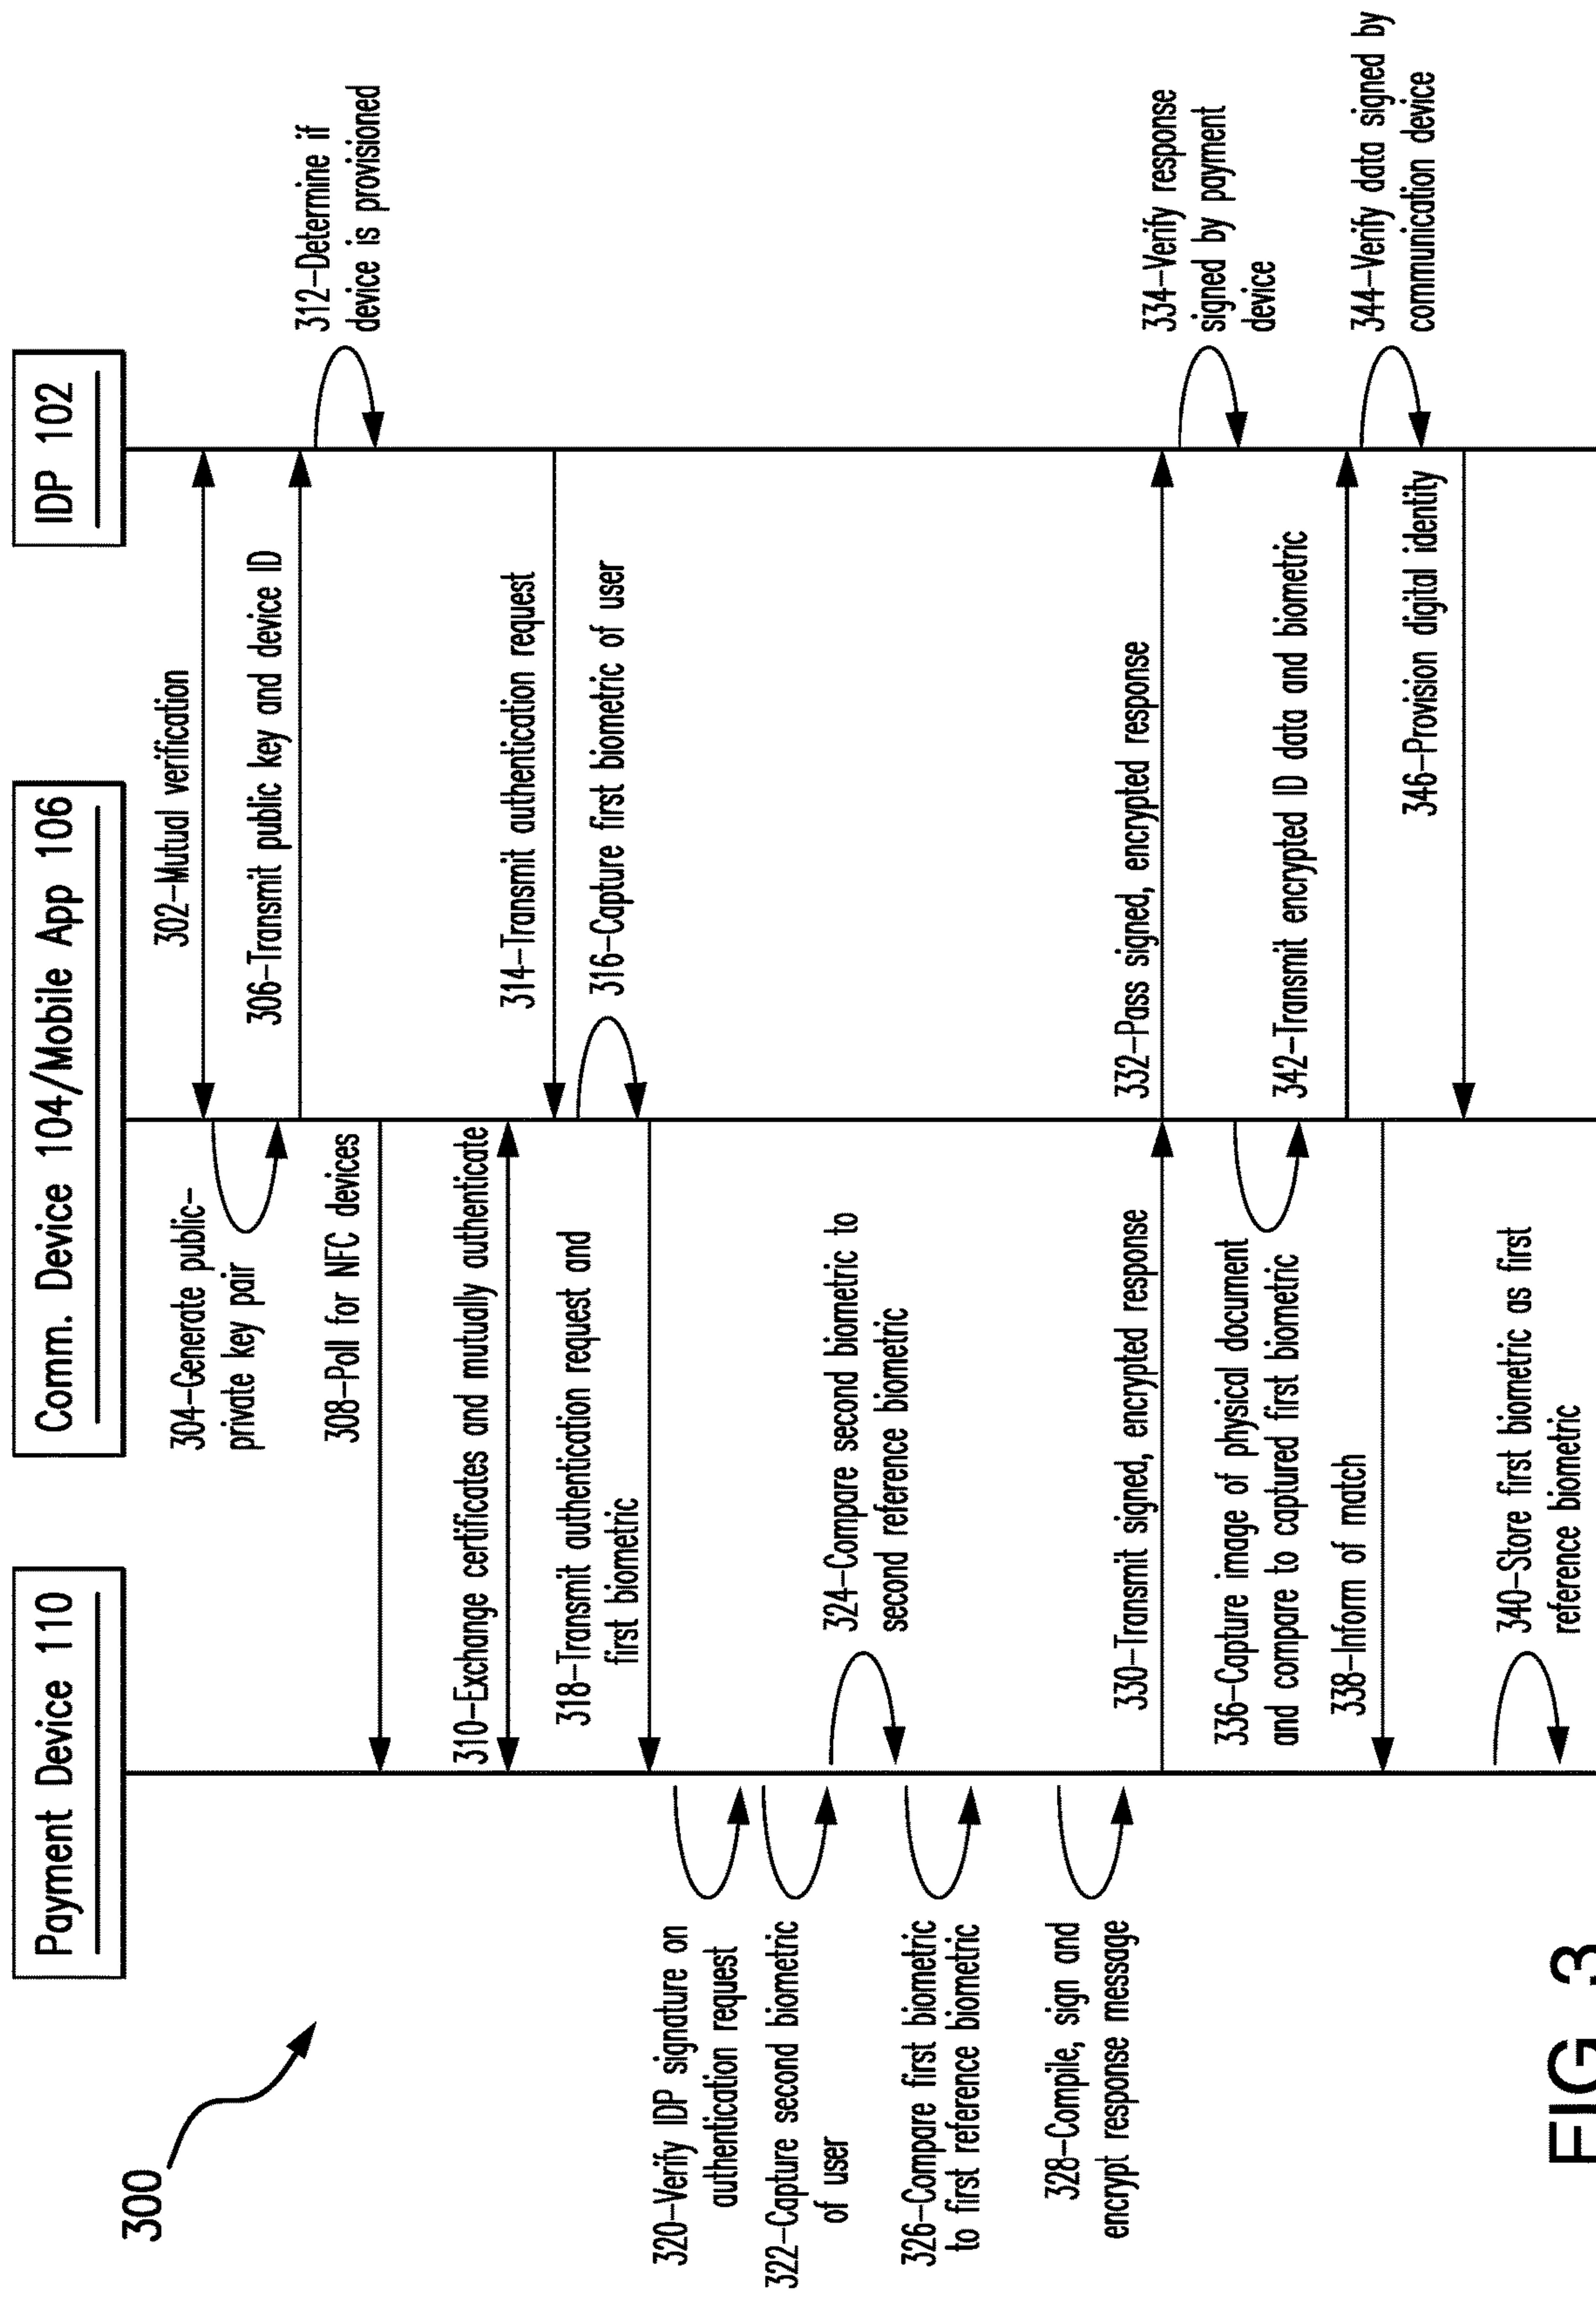 300
Payment Device 110
Comm. Device 104/Mobile App 106
IDP 102
302–Mutual verification
304–Generate public–
private key pair
306–Transmit public key and device ID
308–Poll for NFC devices
310–Exchange certificates and mutually authenticate
312–Determine if
device is provisioned
314–Transmit authentication request
316–Capture first biometric of user
318–Transmit authentication request and
first biometric
320–Verify IDP signature on
authentication request
322–Capture second biometric
of user
324–Compare second biometric to
second reference biometric
326–Compare first biometric
to first reference biometric
328–Compile, sign and
encrypt response message
330–Transmit signed, encrypted response
332–Pass signed, encrypted response
334–Verify response
signed by payment
device
336–Capture image of physical document
and compare to captured first biometric
338–Inform of match
340–Store first biometric as first
reference biometric
342–Transmit encrypted ID data and biometric
344–Verify data signed by
communication device
346–Provision digital identity
FIG. 3